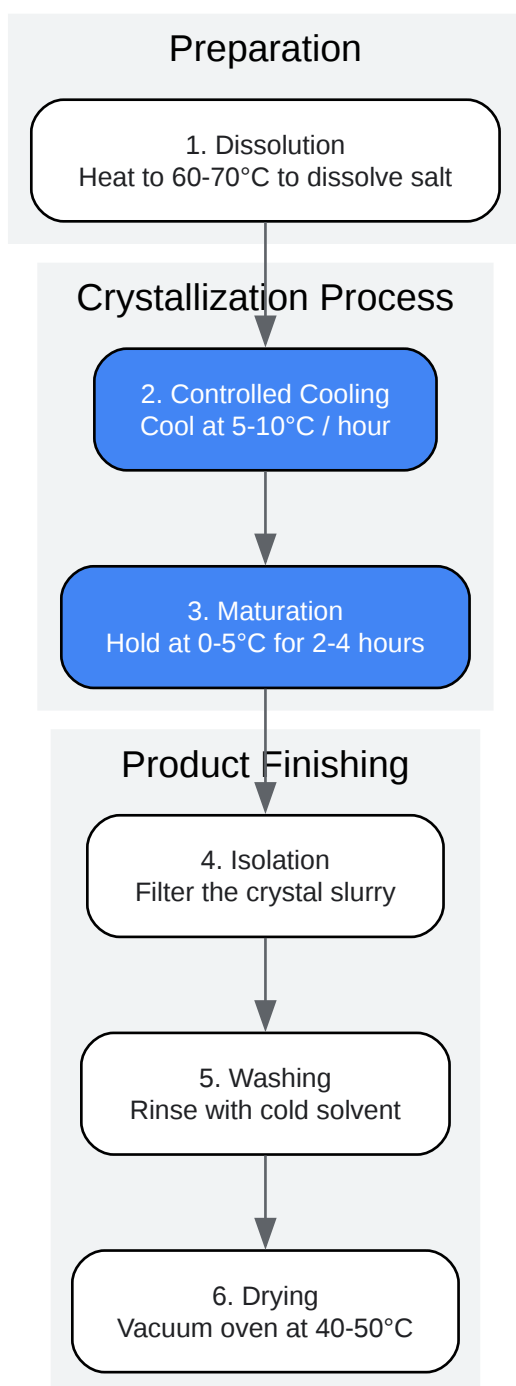 Preparation
1. Dissolution
Heat to 60-70°C to dissolve salt
Crystallization Process
2. Controlled Cooling
Cool at 5-10°C / hour
3. Maturation
Hold at 0-5°C for 2-4 hours
Product Finishing
4. Isolation
Filter the crystal slurry
5. Washing
Rinse with cold solvent
6. Drying
Vacuum oven at 40-50°C